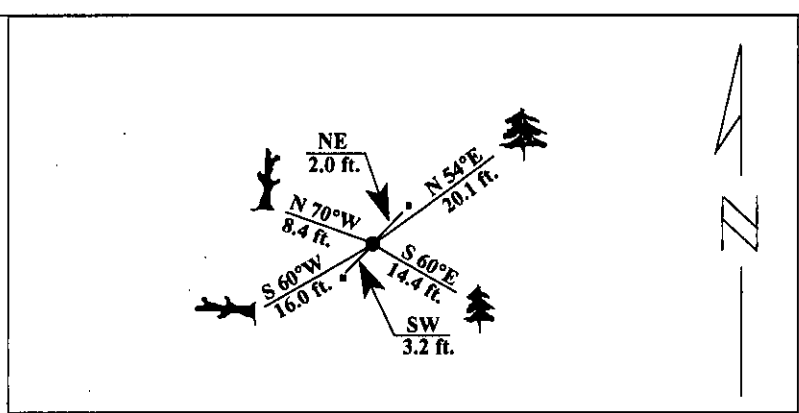 NE
2.0 ft.
N 54°E
20.1 ft.
N 70°W
8.4 ft.
S 60°W
16.0 ft.
S 60°E
14.4 ft.
SW
3.2 ft.
N